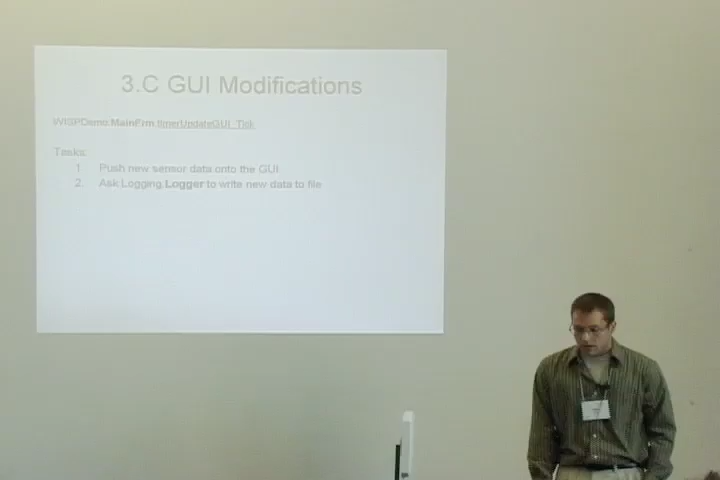 3.C GUI Modifications
WISPDemo.MainFrm.timerUpdateGUI_Tick
Tasks:
1. Push new sensor data onto the GUI
2. Ask Logging.Logger to write new data to file